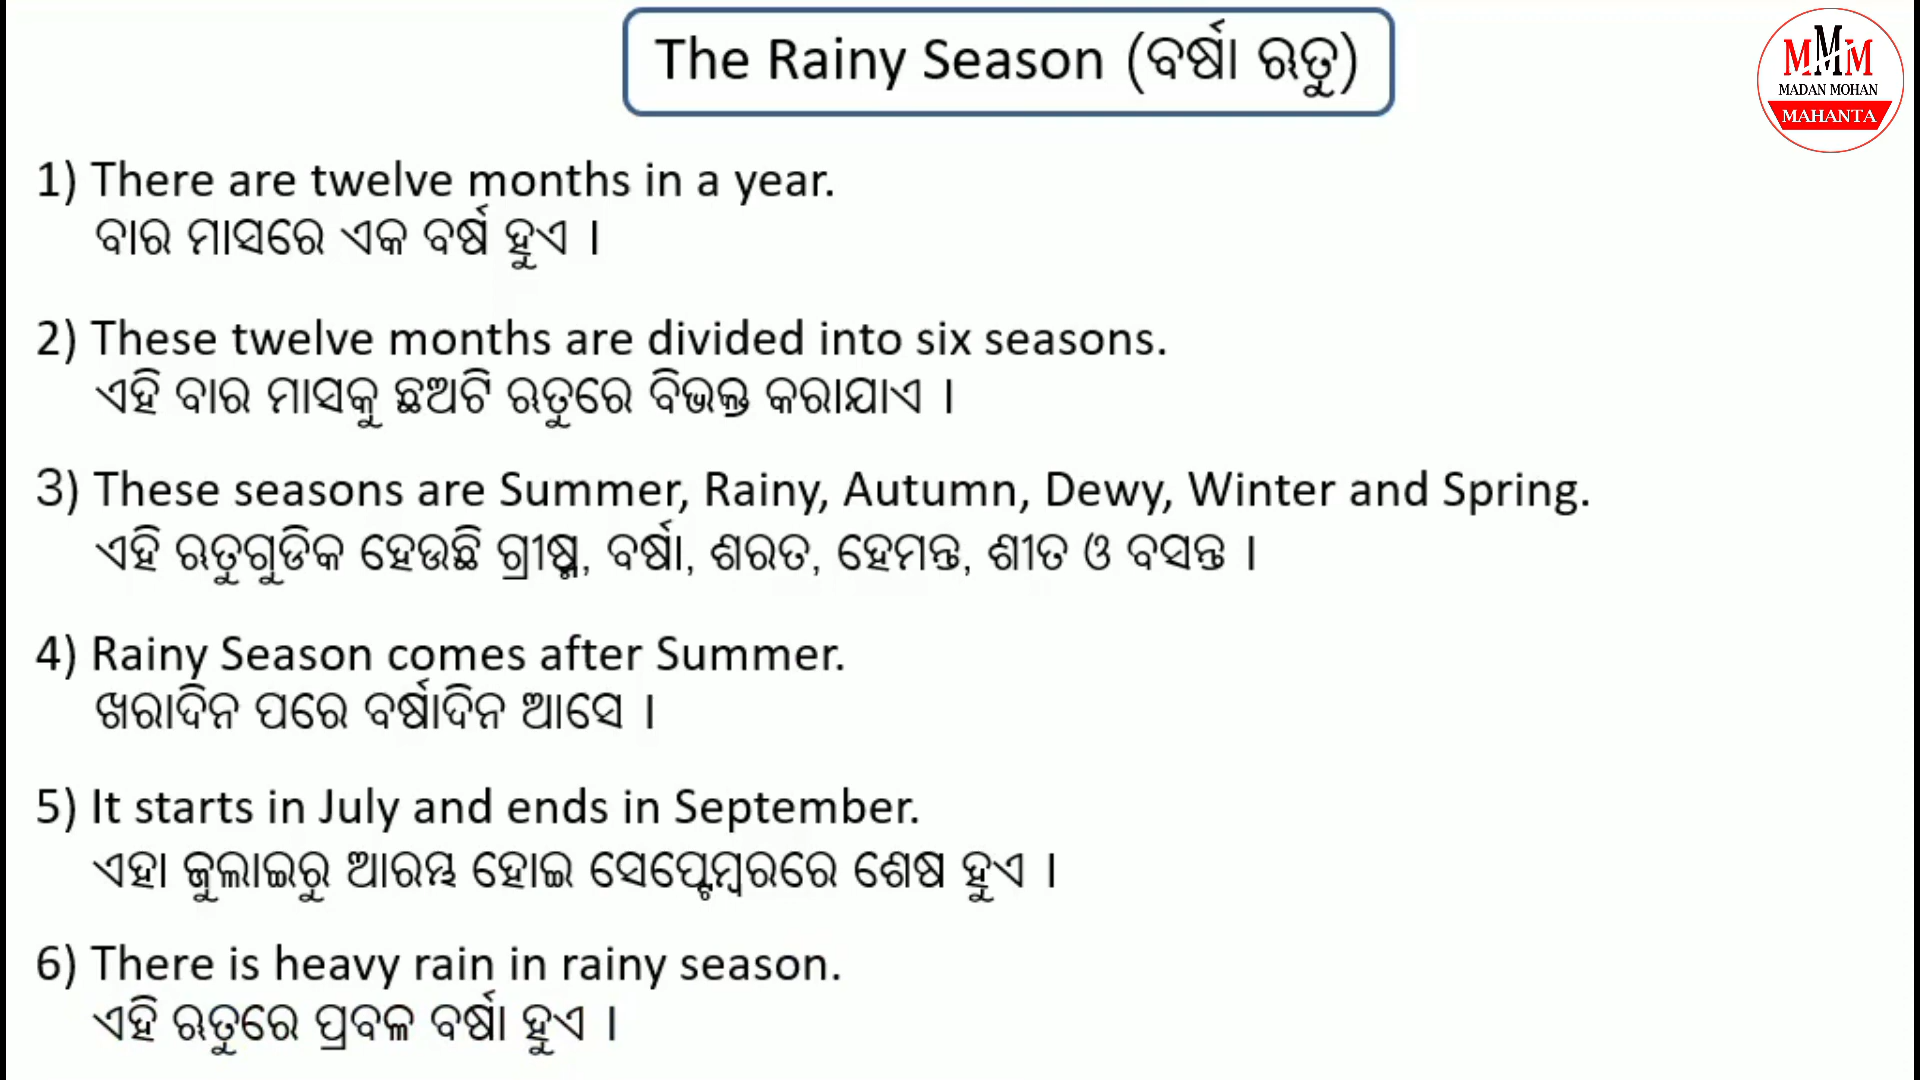 The Rainy Season (ବର୍ଷା ଋତୁ)
MMM
MADAN MOHAN
MAHANTA
1) There are twelve months in a year.
ବାର ମାସରେ ଏକ ବର୍ଷ ହୁଏ ।
2) These twelve months are divided into six seasons.
ଏହି ବାର ମାସକୁ ଛଅଟି ଋତୁରେ ବିଭକ୍ତ କରାଯାଏ ।
3) These seasons are Summer, Rainy, Autumn, Dewy, Winter and Spring.
ଏହି ଋତୁଗୁଡିକ ହେଉଛି ଗ୍ରୀଷ୍ମ, ବର୍ଷା, ଶରତ, ହେମନ୍ତ, ଶୀତ ଓ ବସନ୍ତ ।
4) Rainy Season comes after Summer.
ଖରାଦିନ ପରେ ବର୍ଷାଦିନ ଆସେ ।
5) It starts in July and ends in September.
ଏହା ଜୁଲାଇରୁ ଆରମ୍ଭ ହୋଇ ସେପ୍ଟେମ୍ବରରେ ଶେଷ ହୁଏ ।
6) There is heavy rain in rainy season.
ଏହି ଋତୁରେ ପ୍ରବଳ ବର୍ଷା ହୁଏ ।